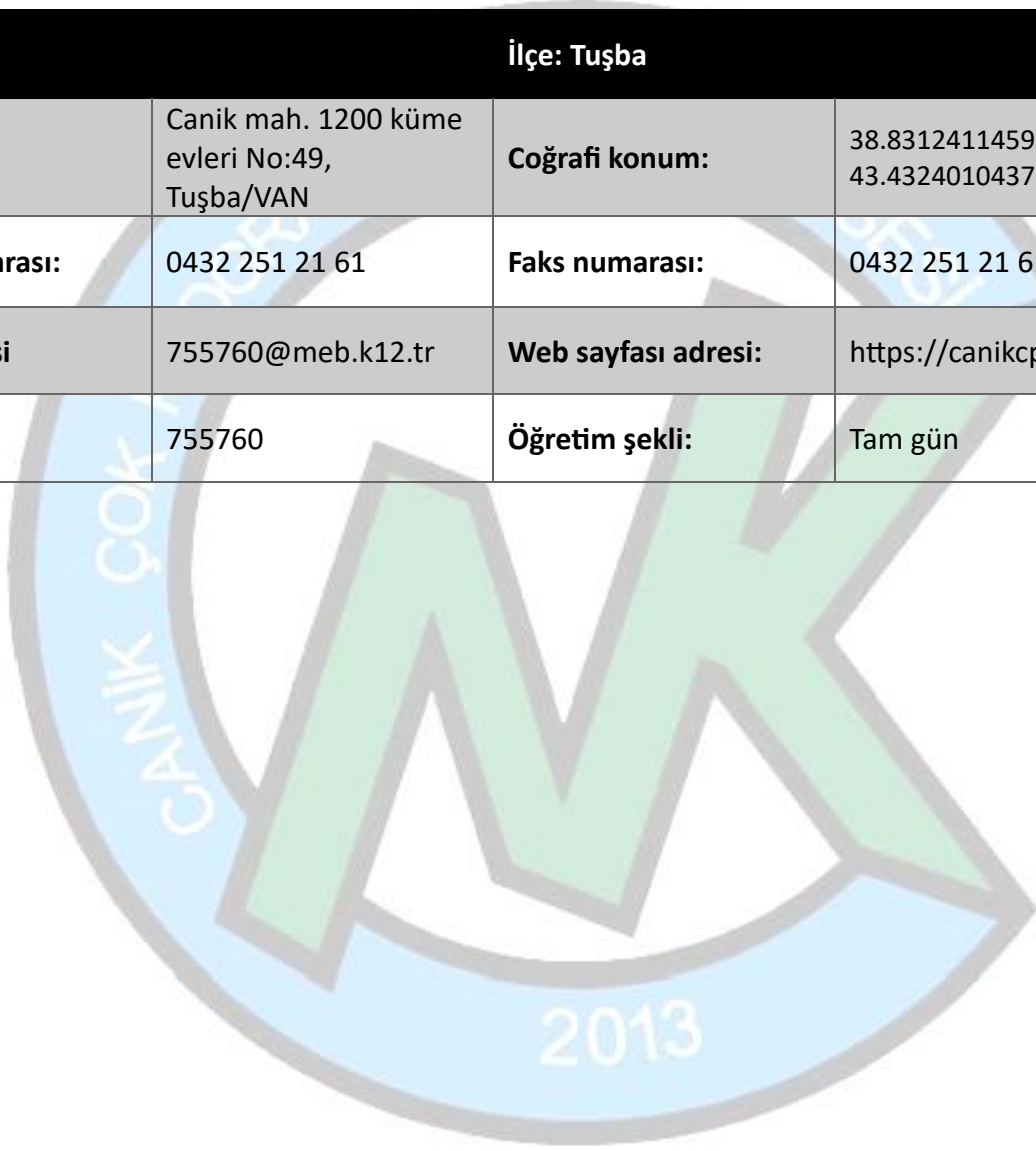 İlçe: Tuşba
Canik mah. 1200 küme
evleri No:49,
Tuşba/VAN
Coğrafi konum:
38.8312411459
43.4324010437
rası:
0432 251 21 61
Faks numarası:
0432 251 21 6
si
755760@meb.k12.tr
Web sayfası adresi:
https://canikcp
755760
Öğretim şekli:
Tam gün
CANİK ÇOK
2013